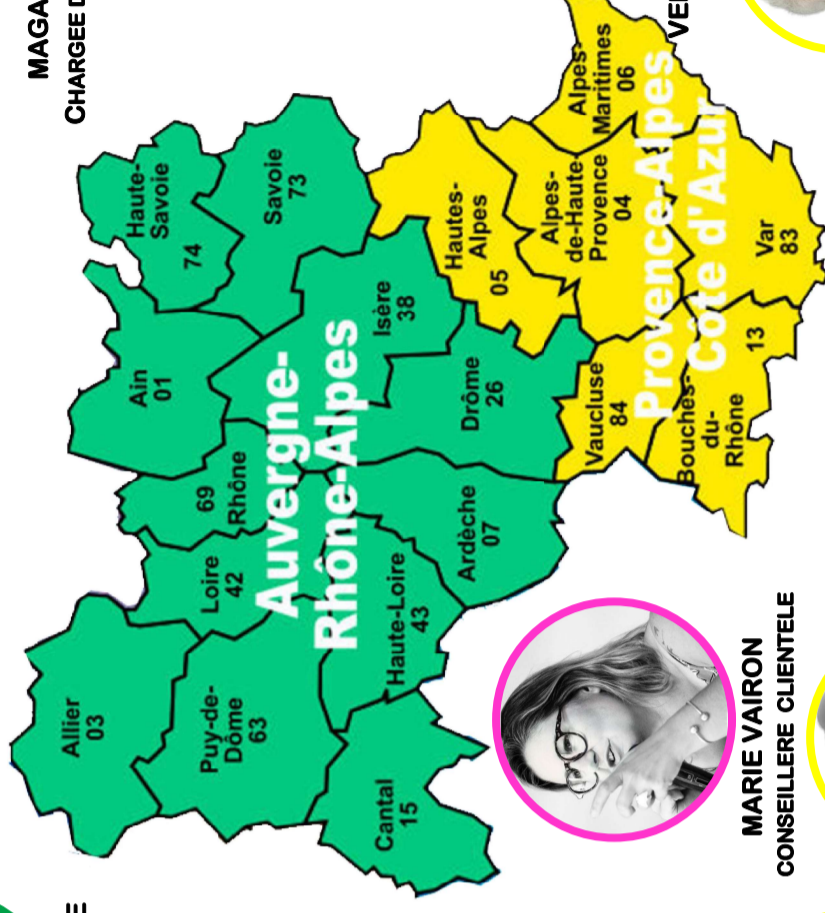 MAGA
CHARGEE D
VE
Allier
03
Puy-de-
Dôme
63
Cantal
15
Loire
42
Haute-Loire
43
69
Rhône
Ardèche
07
Ain
01
Drôme
26
Isère
38
Haute-
Savoie
74
Savoie
73
Auvergne-
Rhône-Alpes
Hautes-
Alpes
05
Alpes-
de-Haute-
Provence
04
Alpes-
Maritimes
06
Vaucluse
84
Bouches-
du-
Rhône
13
Var
83
Provence-Alpes
Côte d'Azur
MARIE VAIRON
CONSEILLERE CLIENTELE
E